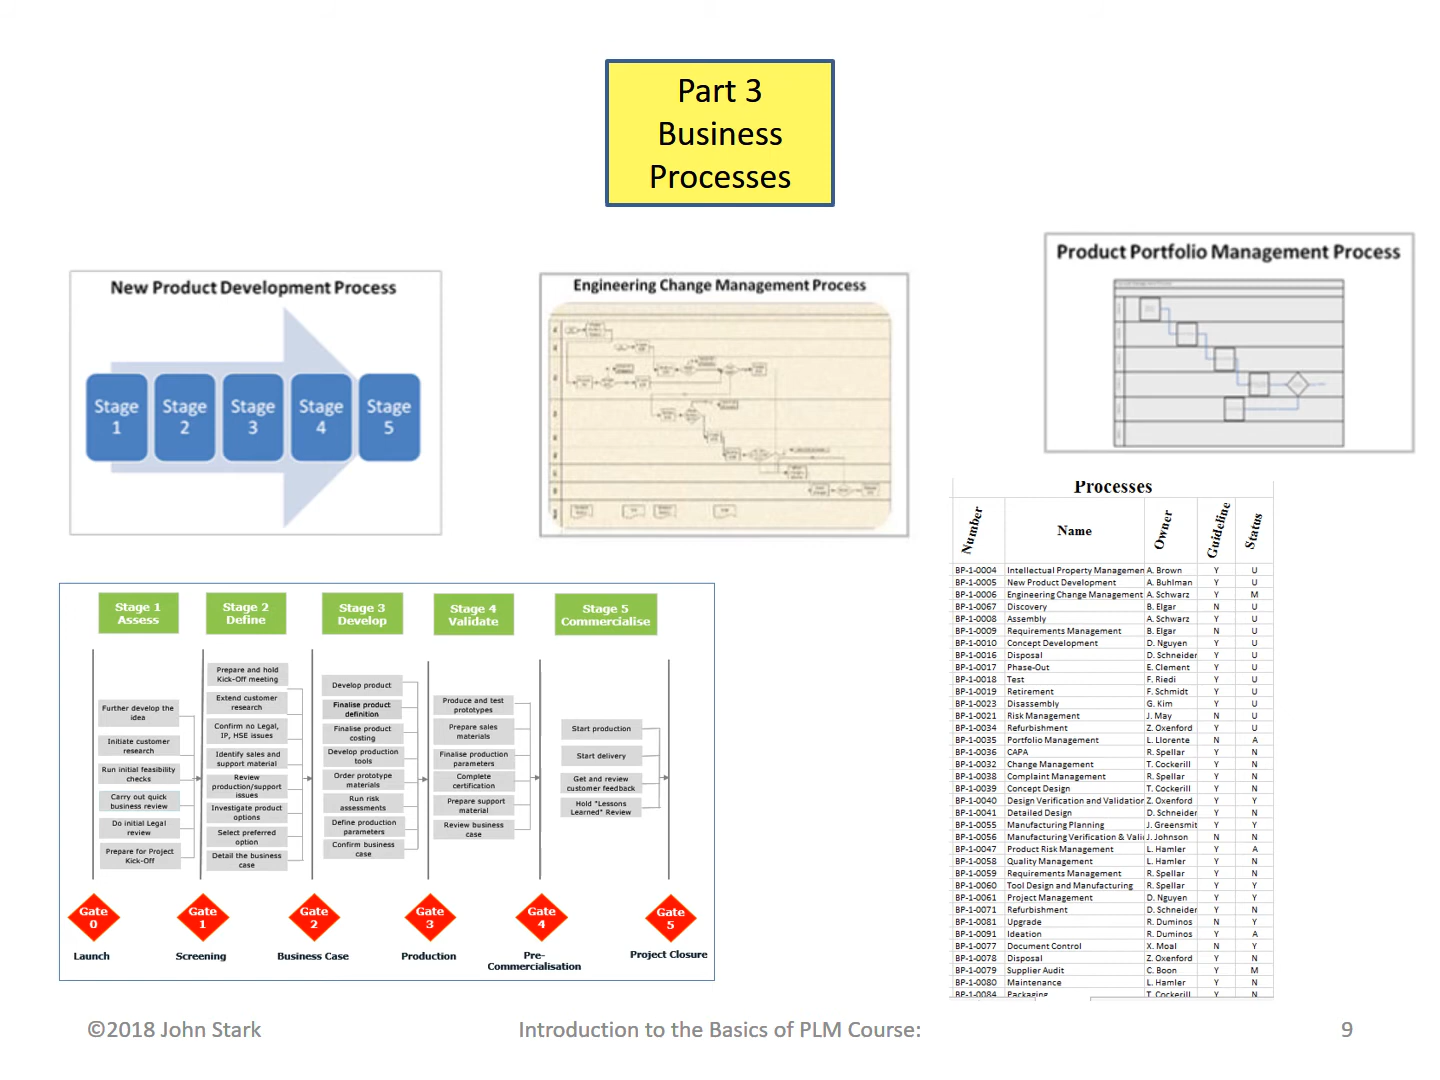 Part 3
Business
Processes
New Product Development Process
Stage 1
Stage 2
Stage 3
Stage 4
Stage 5
Engineering Change Management Process
Product Portfolio Management Process
Stage 1
Assess
Stage 2
Define
Stage 3
Develop
Stage 4
Validate
Stage 5
Commercialise
Further develop the
idea
Initiate customer
research
Run initial feasibility
checks
Carry out quick
business review
Do initial Legal
review
Prepare for Project
Kick-Off
Prepare and hold
Kick-Off meeting
Extend customer
research
Confirm no Legal,
IP, HSE issues
Identify sales and
support material
Review
production/support
issues
Investigate product
options
Select preferred
option
Detail the business
case
Develop product
Finalise product
definition
Finalise product
costing
Develop production
tools
Order prototype
materials
Run risk
assessments
Define production
parameters
Confirm business
case
Produce and test
prototypes
Prepare sales
materials
Finalise production
parameters
Complete
certification
Prepare support
material
Review business
case
Start production
Start delivery
Get and review
customer feedback
Hold "Lessons
Learned" Review
Gate 0
Gate 1
Gate 2
Gate 3
Gate 4
Gate 5
Launch
Screening
Business Case
Production
Pre-
Commercialisation
Project Closure
Processes
Number Name Owner Guideline Status
BP-1-0004 Intellectual Property Managemen A. Brown Y U
BP-1-0005 New Product Development A. Buhlman Y U
BP-1-0006 Engineering Change Management A. Schwarz Y M
BP-1-0067 Discovery B. Elgar N U
BP-1-0008 Assembly A. Schwarz Y U
BP-1-0009 Requirements Management B. Elgar N U
BP-1-0010 Concept Development D. Nguyen Y U
BP-1-0016 Disposal D. Schneider Y U
BP-1-0017 Phase-Out E. Clement Y U
BP-1-0018 Test F. Riedi Y U
BP-1-0019 Retirement F. Schmidt Y U
BP-1-0023 Disassembly G. Kim Y U
BP-1-0021 Risk Management J. May N U
BP-1-0034 Refurbishment Z. Oxenford Y U
BP-1-0035 Portfolio Management L. Llorente N A
BP-1-0036 CAPA R. Spellar Y N
BP-1-0032 Change Management T. Cockerill Y N
BP-1-0038 Complaint Management R. Spellar Y N
BP-1-0039 Concept Design T. Cockerill Y N
BP-1-0040 Design Verification and Validation Z. Oxenford Y Y
BP-1-0041 Detailed Design D. Schneider Y N
BP-1-0055 Manufacturing Planning J. Greensmit Y Y
BP-1-0056 Manufacturing Verification & Vali J. Johnson N N
BP-1-0047 Product Risk Management L. Hamler Y A
BP-1-0058 Quality Management L. Hamler Y N
BP-1-0059 Requirements Management R. Spellar Y N
BP-1-0060 Tool Design and Manufacturing R. Spellar Y Y
BP-1-0061 Project Management D. Nguyen Y Y
BP-1-0071 Refurbishment D. Schneider Y N
BP-1-0081 Upgrade R. Duminos N Y
BP-1-0091 Ideation R. Duminos Y A
BP-1-0077 Document Control X. Moal N Y
BP-1-0078 Disposal Z. Oxenford Y N
BP-1-0079 Supplier Audit C. Boon Y M
BP-1-0080 Maintenance L. Hamler Y N
BP-1-0084 Packaging T. Cockerill Y N
©2018 John Stark
Introduction to the Basics of PLM Course:
9